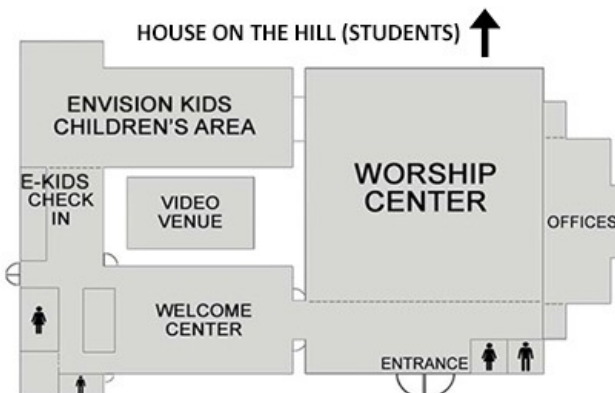 HOUSE ON THE HILL (STUDENTS)
ENVISION KIDS
CHILDREN'S AREA
E-KIDS
CHECK
IN
VIDEO
VENUE
WORSHIP
CENTER
OFFICES
WELCOME
CENTER
ENTRANCE